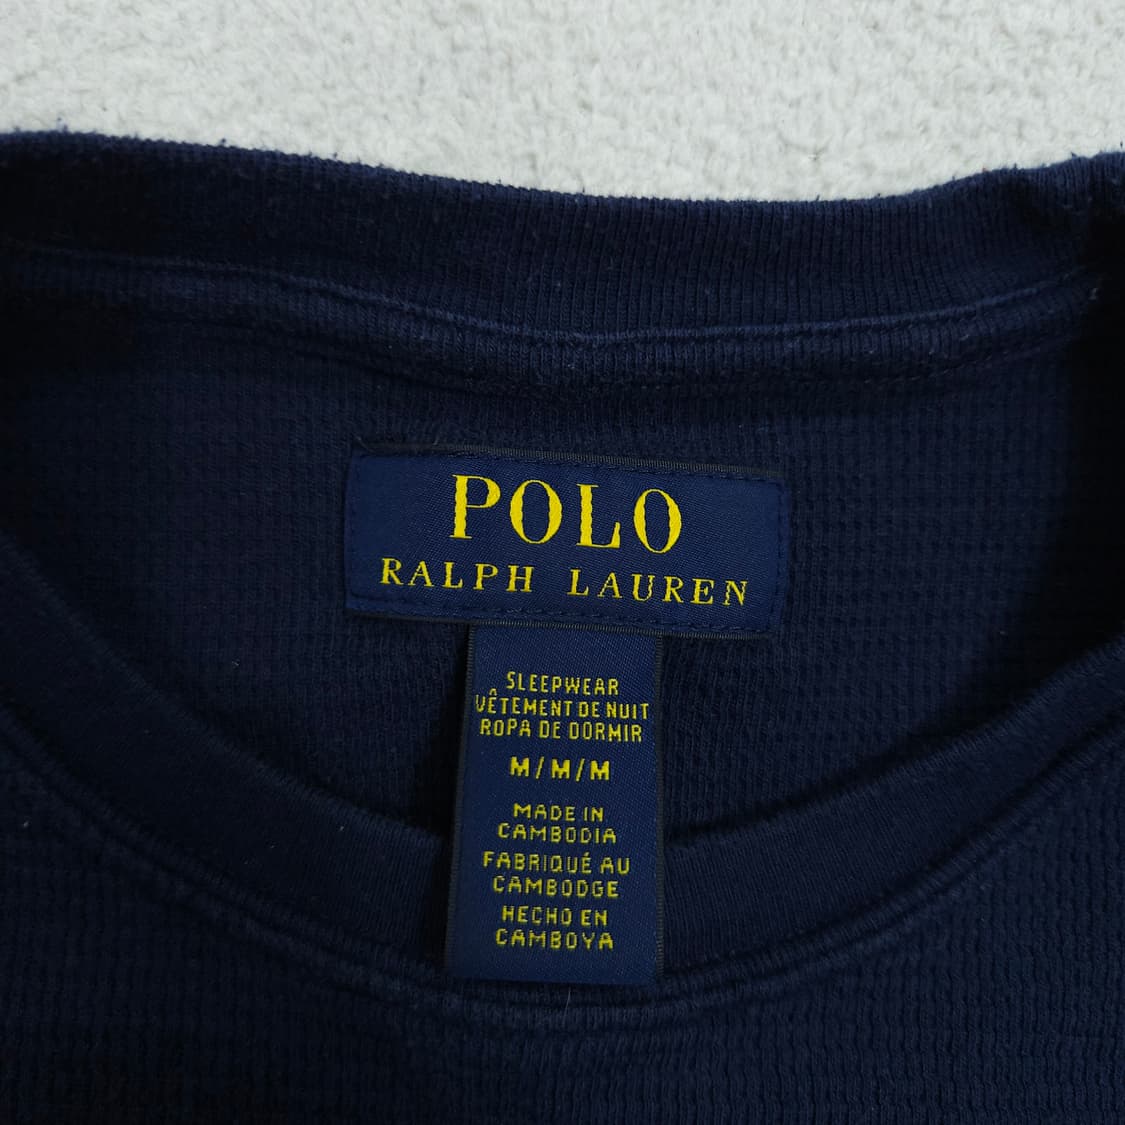 POLO
RALPH LAUREN
SLEEPWEAR
VÊTEMENT DE NUIT
ROPA DE DORMIR
M/M/M
MADE IN
CAMBODIA
FABRIQUÉ AU
CAMBODGE
HECHO EN
CAMBOYA